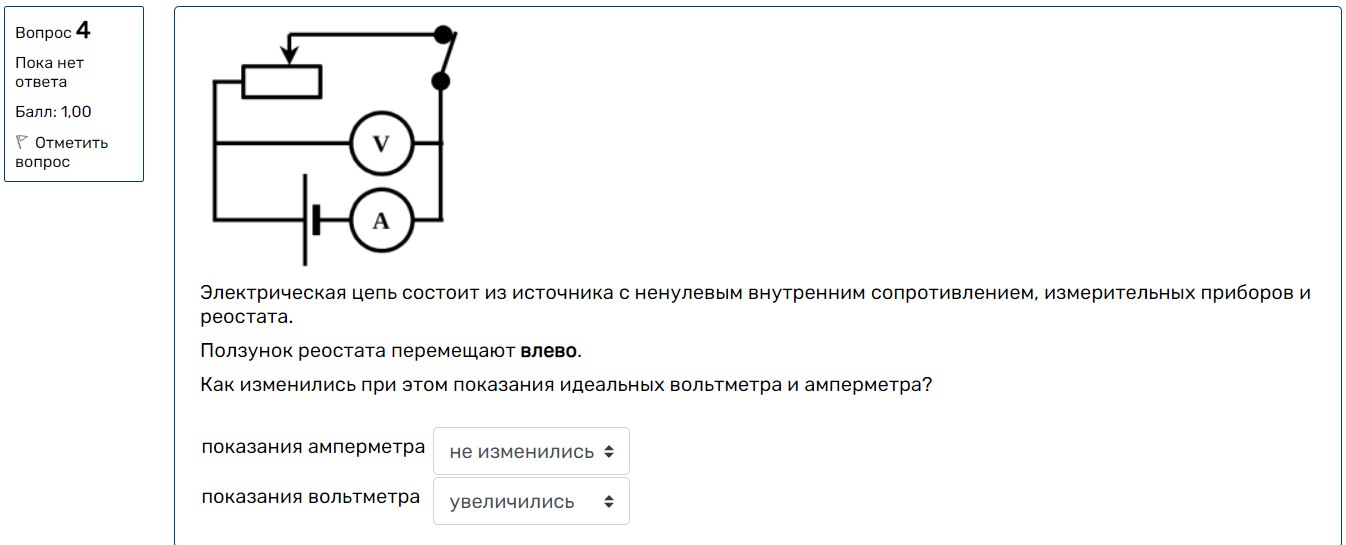 Вопрос 4
Пока нет
ответа
Балл: 1,00
Отметить
вопрос
V
A
Электрическая цепь состоит из источника с ненулевым внутренним сопротивлением, измерительных приборов и
реостата.
Ползунок реостата перемещают влево.
Как изменились при этом показания идеальных вольтметра и амперметра?
показания амперметра не изменились
показания вольтметра увеличились